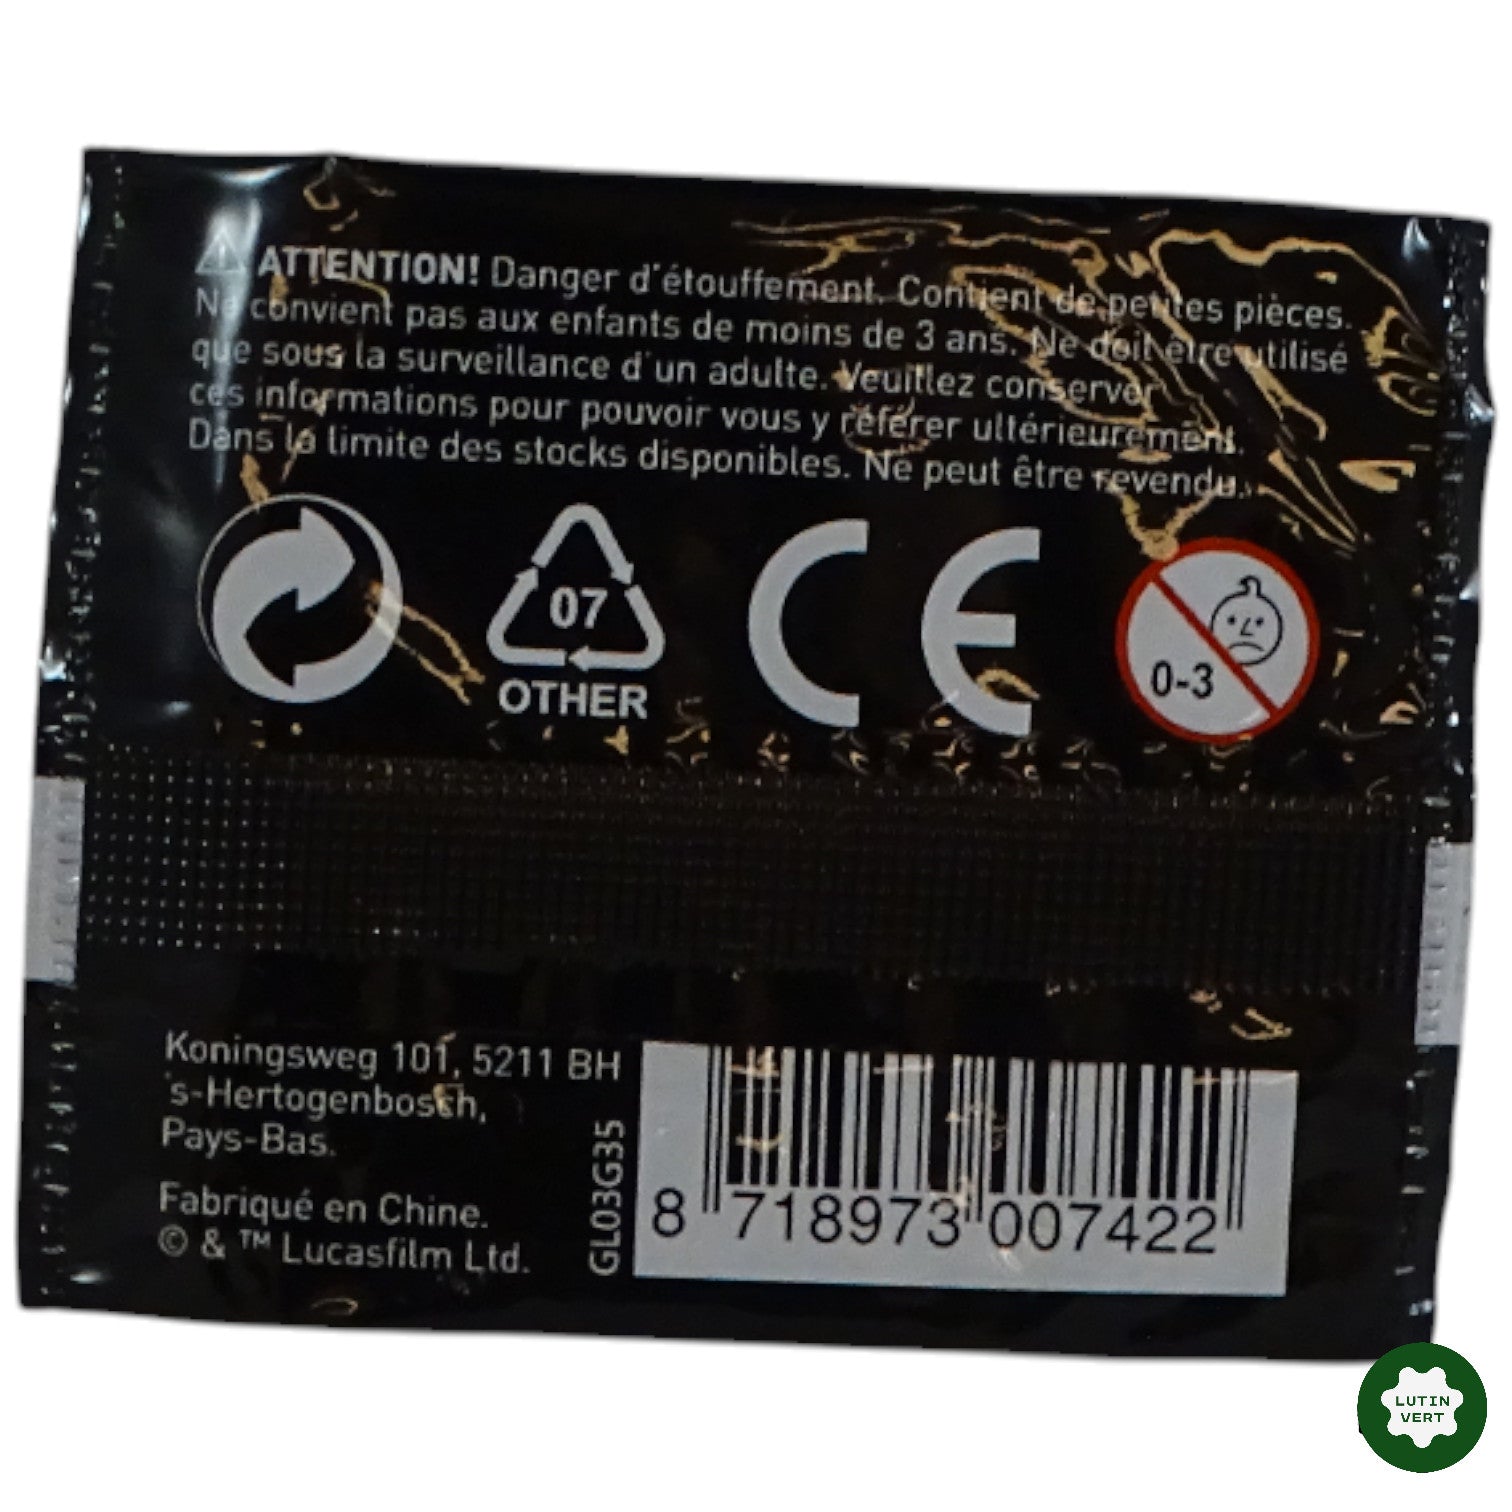 ATTENTION! Danger d'étouffement. Contient de petites pièces.
Ne convient pas aux enfants de moins de 3 ans. Ne doit être utilisé
que sous la surveillance d'un adulte. Veuillez conserver
ces informations pour pouvoir vous y référer ultérieurement.
Dans la limite des stocks disponibles. Ne peut être revendu.
07
OTHER
CE
0-3
Koningsweg 101, 5211 BH
's-Hertogenbosch,
Pays-Bas.
Fabriqué en Chine.
© & ™ Lucasfilm Ltd.
GL03G35
8 718973 007422
LUTIN
VERT